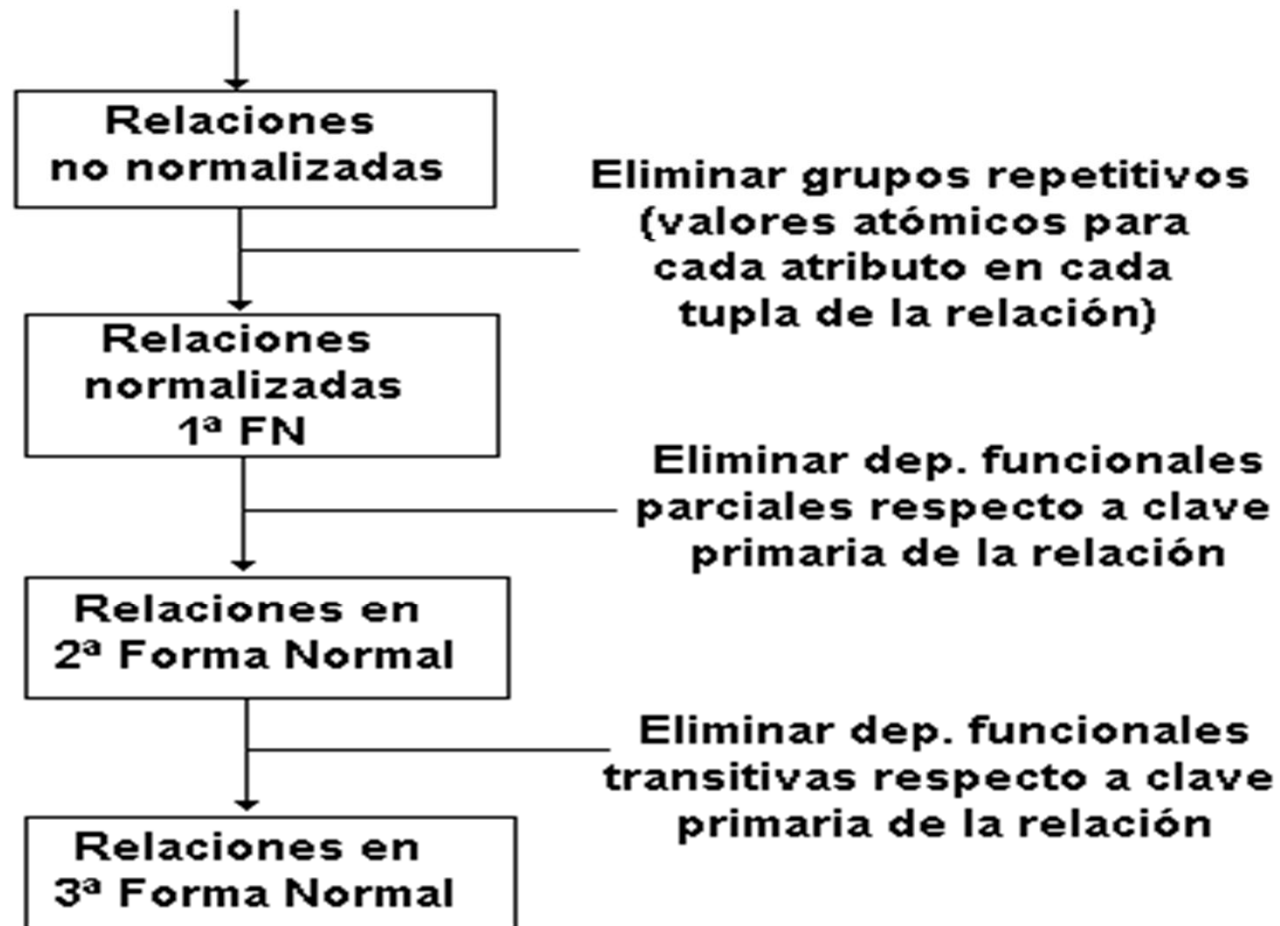 Relaciones
no normalizadas
Eliminar grupos repetitivos
(valores atómicos para
cada atributo en cada
tupla de la relación)
Relaciones
normalizadas
1ª FN
Eliminar dep. funcionales
parciales respecto a clave
primaria de la relación
Relaciones en
2ª Forma Normal
Eliminar dep. funcionales
transitivas respecto a clave
primaria de la relación
Relaciones en
3ª Forma Normal